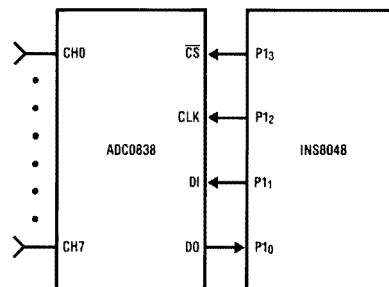 CH0
CH7
ADC0838
CS
CLK
DI
DO
P1₃
P1₂
P1₁
P1₀
INS8048